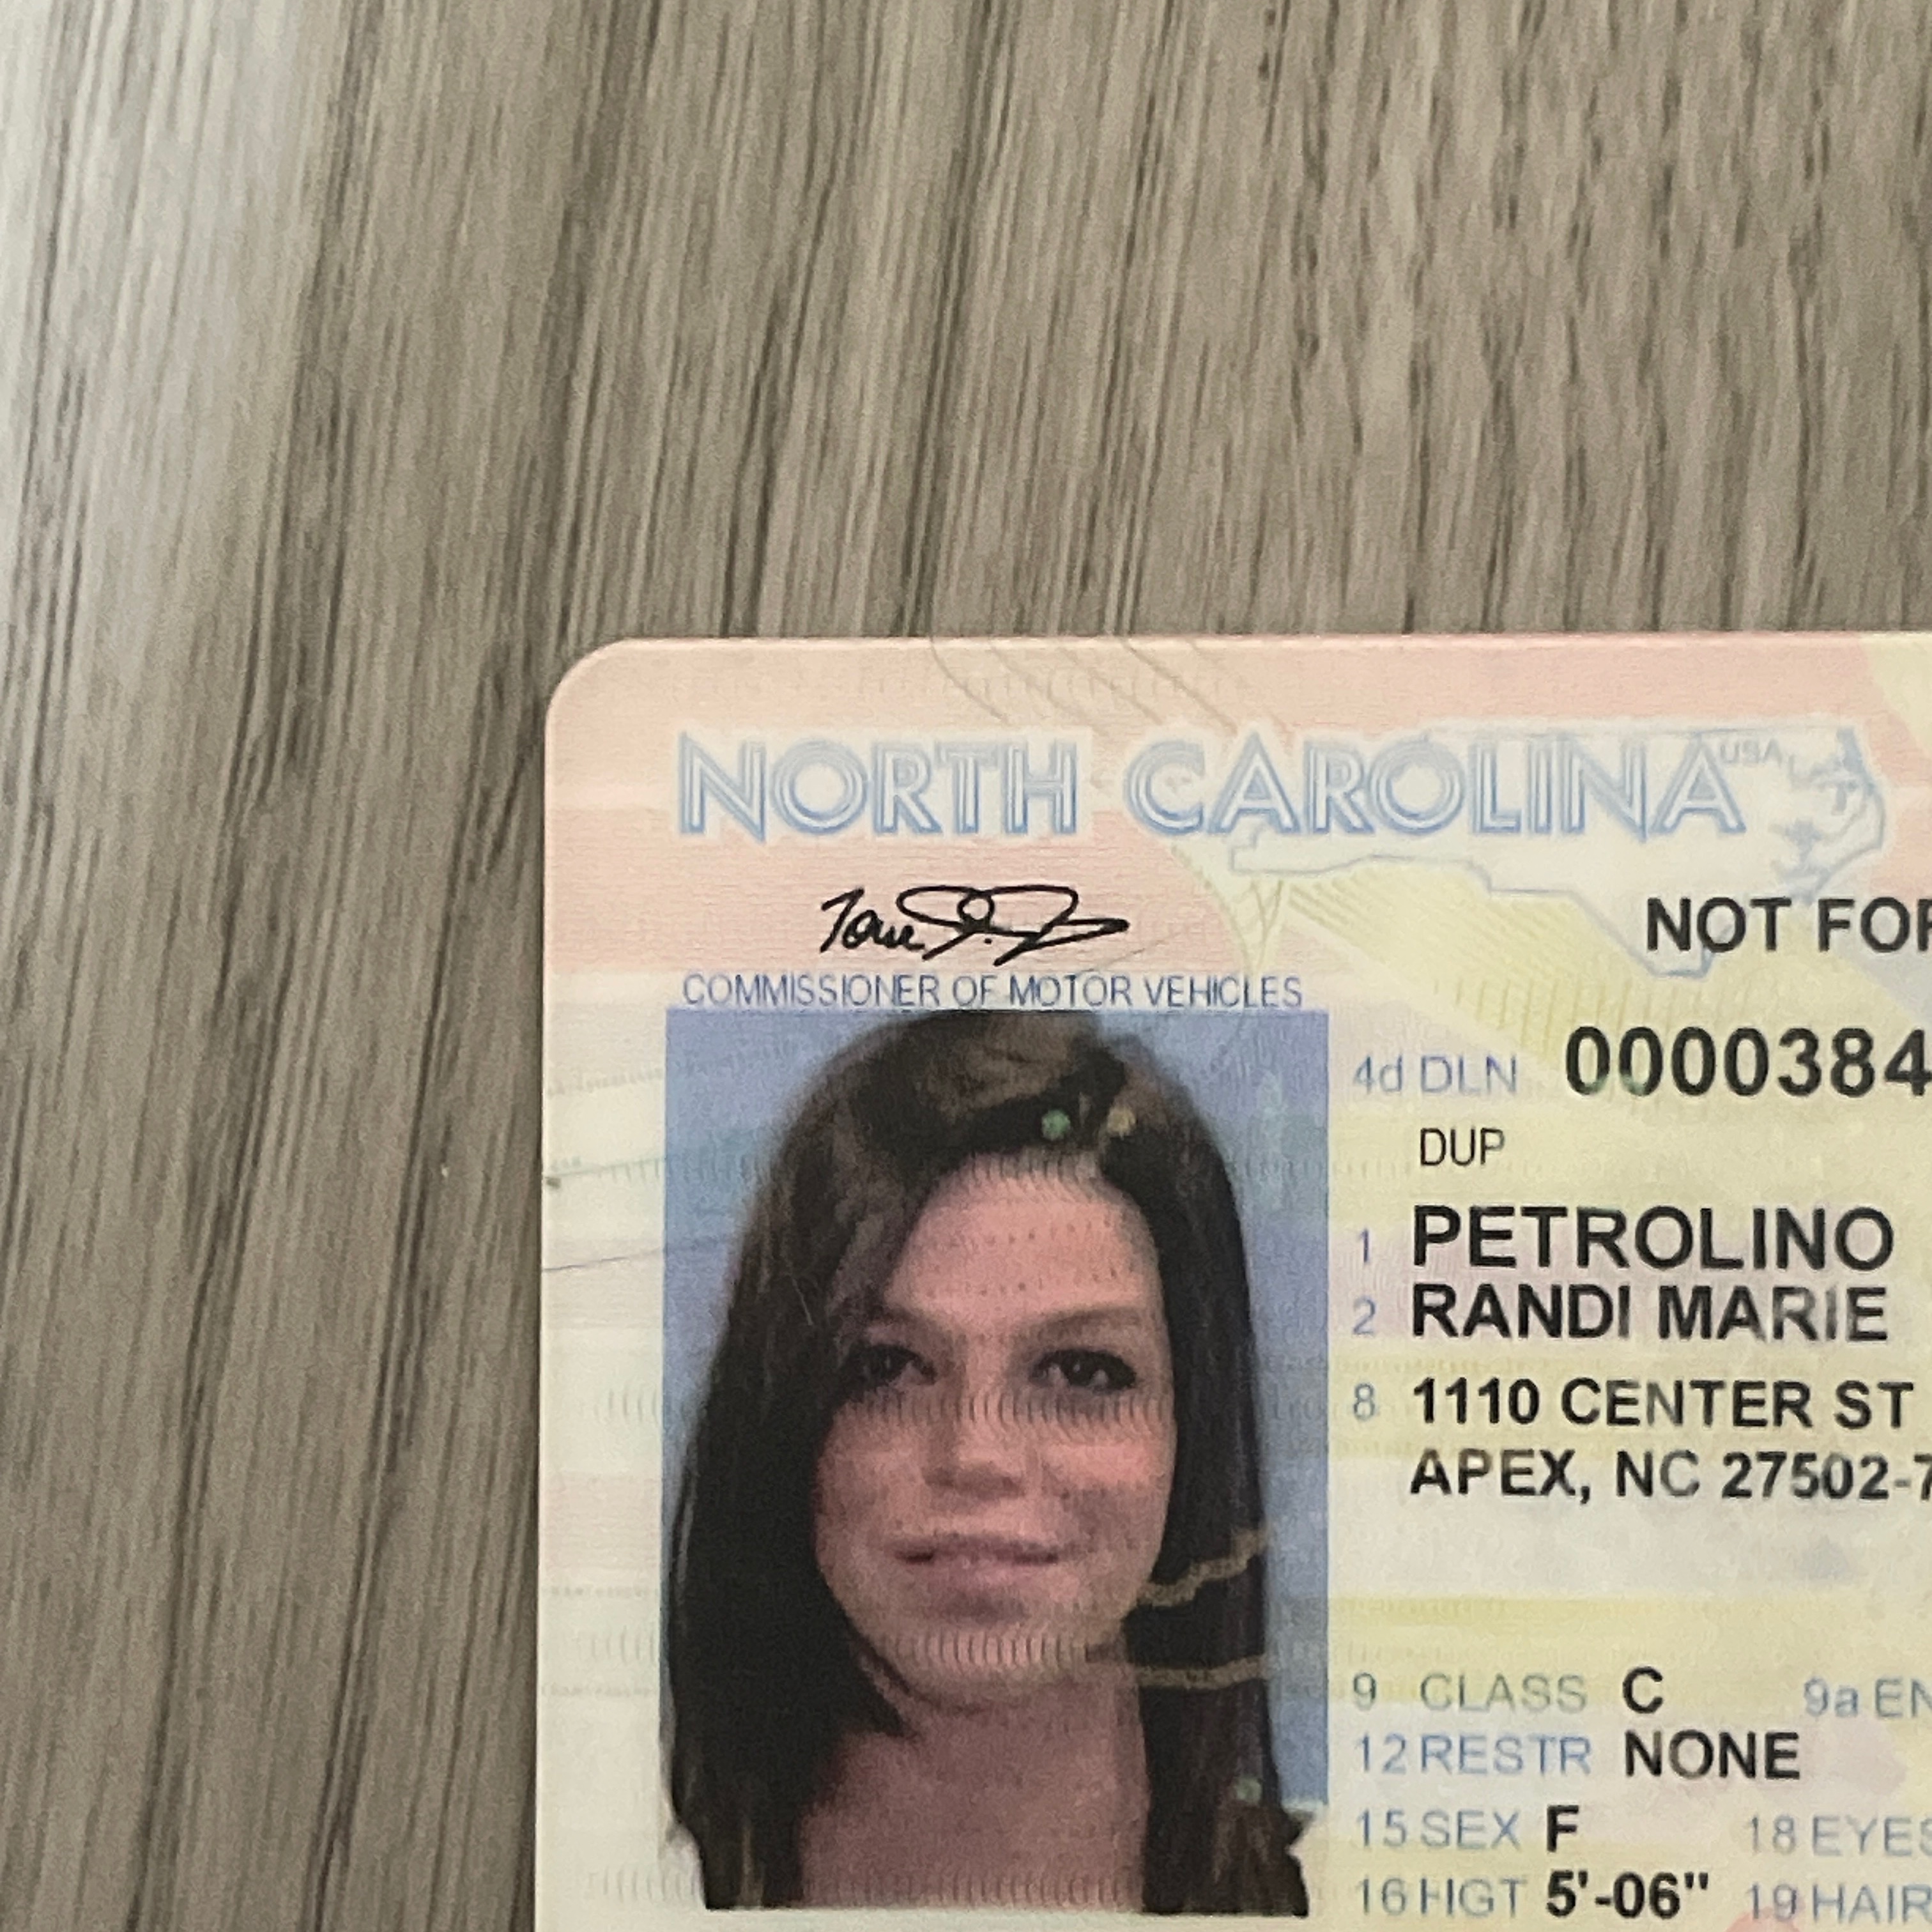 NORTH CAROLINA USA
COMMISSIONER OF MOTOR VEHICLES
NOT FOR
4d DLN 0000384
DUP
1 PETROLINO
2 RANDI MARIE
8 1110 CENTER ST
APEX, NC 27502-7
9 CLASS C 9a EN
12 RESTR NONE
15 SEX F 18 EYES
16 HGT 5'-06" 19 HAIR